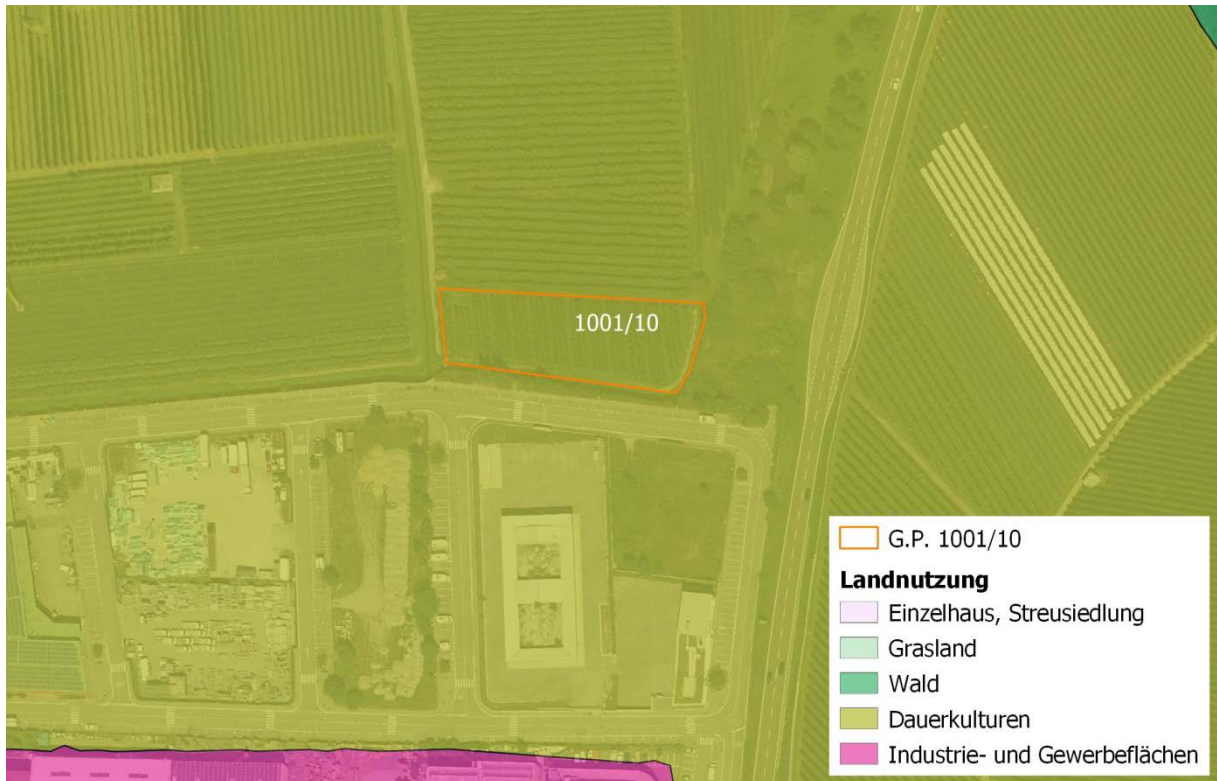 1001/10
G.P. 1001/10
Landnutzung
Einzelhaus, Streusiedlung
Grasland
Wald
Dauerkulturen
Industrie- und Gewerbeflächen